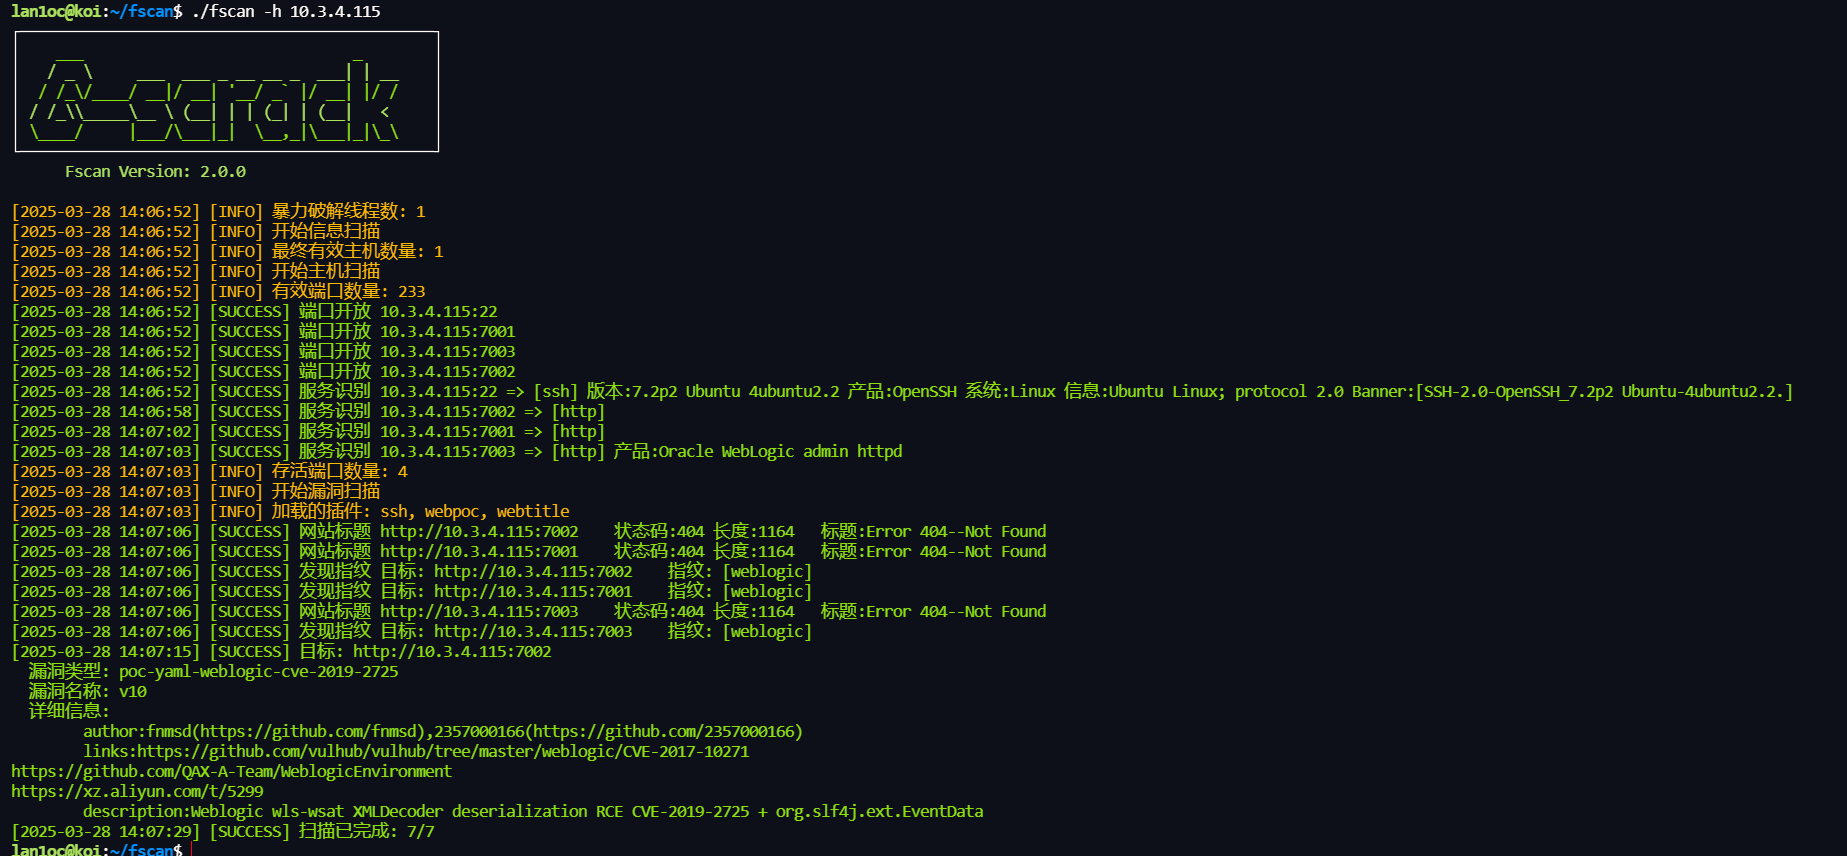 lan1oc@koi:~/fscan$ ./fscan -h 10.3.4.115
Fscan Version: 2.0.0
[2025-03-28 14:06:52] [INFO] 暴力破解线程数: 1
[2025-03-28 14:06:52] [INFO] 开始信息扫描
[2025-03-28 14:06:52] [INFO] 最终有效主机数量: 1
[2025-03-28 14:06:52] [INFO] 开始主机扫描
[2025-03-28 14:06:52] [INFO] 有效端口数量: 233
[2025-03-28 14:06:52] [SUCCESS] 端口开放 10.3.4.115:22
[2025-03-28 14:06:52] [SUCCESS] 端口开放 10.3.4.115:7001
[2025-03-28 14:06:52] [SUCCESS] 端口开放 10.3.4.115:7003
[2025-03-28 14:06:52] [SUCCESS] 端口开放 10.3.4.115:7002
[2025-03-28 14:06:52] [SUCCESS] 服务识别 10.3.4.115:22 => [ssh] 版本:7.2p2 Ubuntu 4ubuntu2.2 产品:OpenSSH 系统:Linux 信息:Ubuntu Linux; protocol 2.0 Banner:[SSH-2.0-OpenSSH_7.2p2 Ubuntu-4ubuntu2.2.]
[2025-03-28 14:06:58] [SUCCESS] 服务识别 10.3.4.115:7002 => [http]
[2025-03-28 14:07:02] [SUCCESS] 服务识别 10.3.4.115:7001 => [http]
[2025-03-28 14:07:03] [SUCCESS] 服务识别 10.3.4.115:7003 => [http] 产品:Oracle WebLogic admin httpd
[2025-03-28 14:07:03] [INFO] 存活端口数量: 4
[2025-03-28 14:07:03] [INFO] 开始漏洞扫描
[2025-03-28 14:07:03] [INFO] 加载的插件: ssh, webpoc, webtitle
[2025-03-28 14:07:06] [SUCCESS] 网站标题 http://10.3.4.115:7002    状态码:404 长度:1164   标题:Error 404--Not Found
[2025-03-28 14:07:06] [SUCCESS] 网站标题 http://10.3.4.115:7001    状态码:404 长度:1164   标题:Error 404--Not Found
[2025-03-28 14:07:06] [SUCCESS] 发现指纹 目标: http://10.3.4.115:7002    指纹: [weblogic]
[2025-03-28 14:07:06] [SUCCESS] 发现指纹 目标: http://10.3.4.115:7001    指纹: [weblogic]
[2025-03-28 14:07:06] [SUCCESS] 网站标题 http://10.3.4.115:7003    状态码:404 长度:1164   标题:Error 404--Not Found
[2025-03-28 14:07:06] [SUCCESS] 发现指纹 目标: http://10.3.4.115:7003    指纹: [weblogic]
[2025-03-28 14:07:15] [SUCCESS] 目标: http://10.3.4.115:7002
漏洞类型: poc-yaml-weblogic-cve-2019-2725
漏洞名称: v10
详细信息:
author:fnmsd(https://github.com/fnmsd),2357000166(https://github.com/2357000166)
links:https://github.com/vulhub/vulhub/tree/master/weblogic/CVE-2017-10271
https://github.com/QAX-A-Team/WeblogicEnvironment
https://xz.aliyun.com/t/5299
description:Weblogic wls-wsat XMLDecoder deserialization RCE CVE-2019-2725 + org.slf4j.ext.EventData
[2025-03-28 14:07:29] [SUCCESS] 扫描已完成: 7/7
lan1oc@koi:~/fscan$